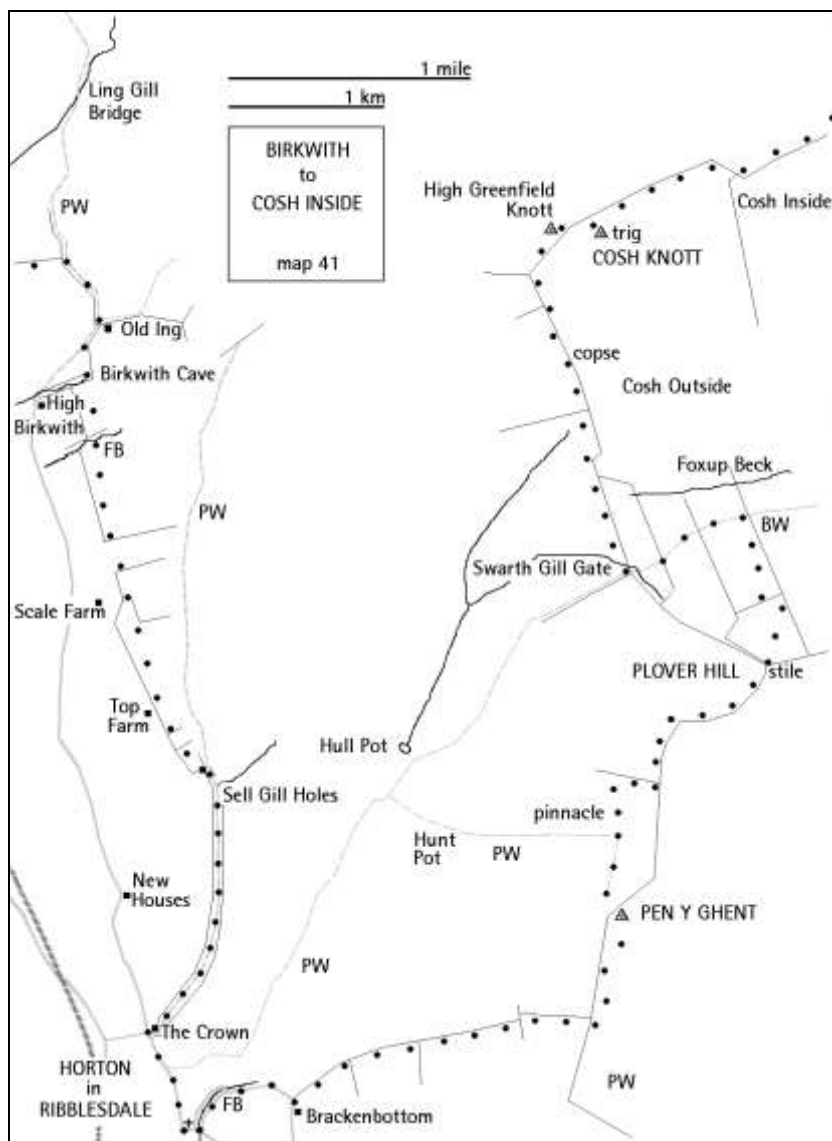 1 mile
Ling Gill
Bridge
1 km
BIRKWITH
to
COSH INSIDE
map 41
High Greenfield
Knott
Cosh Inside
PW
trig
COSH KNOTT
Old Ing
copse
Birkwith Cave
Cosh Outside
High
Birkwith
FB
Foxup Beck
PW
BW
Swarth Gill Gate
Scale Farm
PLOVER HILL
stile
Top
Farm
Hull Pot
Sell Gill Holes
pinnacle
Hunt
Pot
PW
New
Houses
PEN Y GHENT
PW
The Crown
HORTON
in
RIBBLESDALE
FB
Brackenbottom
PW